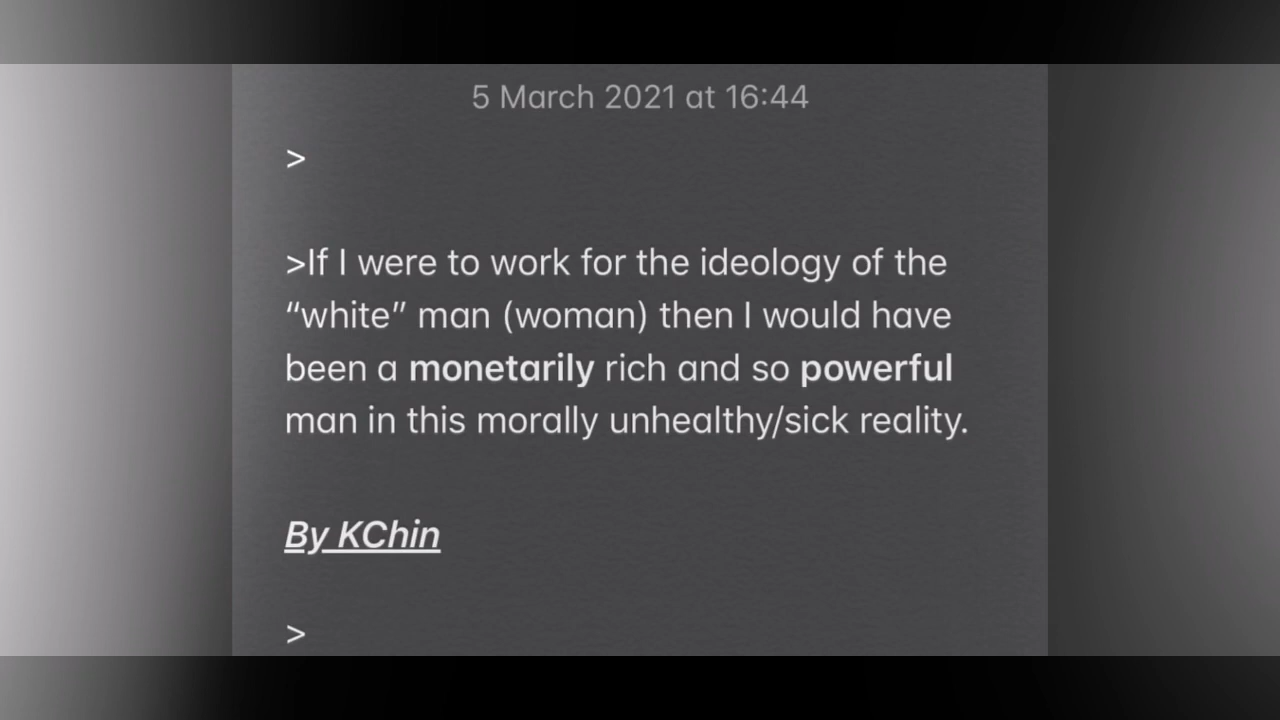 5 March 2021 at 16:44
>
>If I were to work for the ideology of the
“white” man (woman) then I would have
been a monetarily rich and so powerful
man in this morally unhealthy/sick reality.
By KChin
>